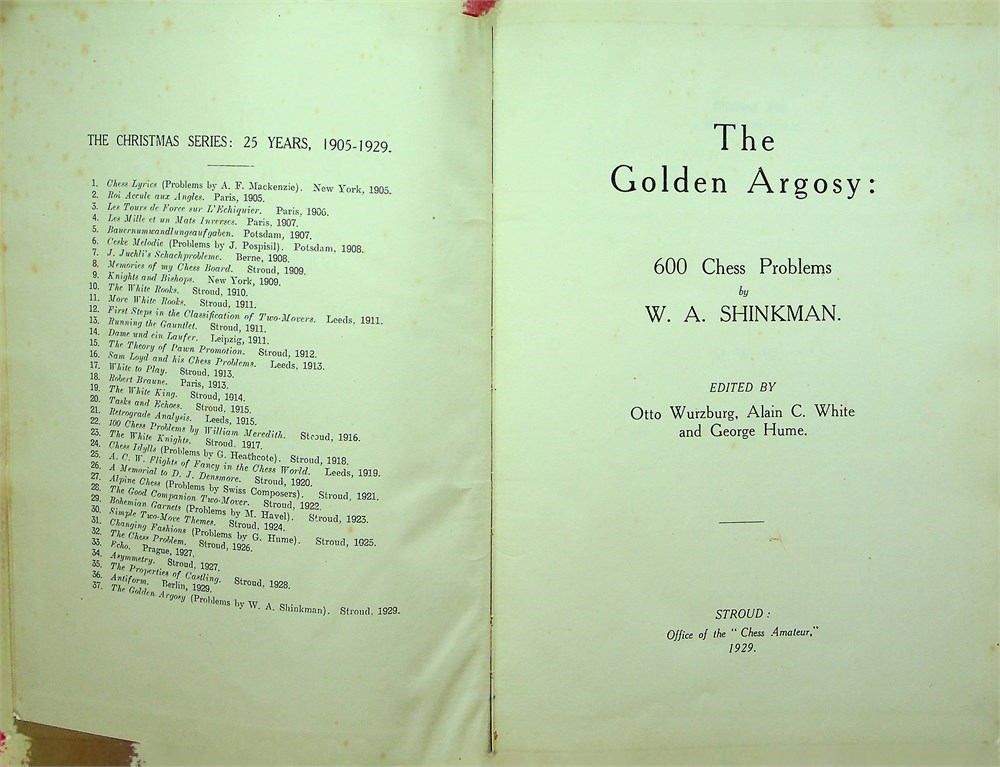 THE CHRISTMAS SERIES: 25 YEARS, 1905-1929.
1. Chess Lyrics (Problems by A. F. Mackenzie). New York, 1905.
2. Roi Accule aux Angles. Paris, 1905.
3. Les Tours de Force sur L'Echiquier. Paris, 1906.
4. Les Mille et un Mats Inverses. Paris, 1907.
5. Bauernumwandlungsaufgaben. Potsdam, 1907.
6. Ceske Melodie (Problems by J. Pospisil). Potsdam, 1908.
7. J. Juchli's Schachprobleme. Berne, 1908.
8. Memories of my Chess Board. Stroud, 1909.
9. Knights and Bishops. New York, 1909.
10. The White Rooks. Stroud, 1910.
11. More White Rooks. Stroud, 1911.
12. First Steps in the Classification of Two-Movers. Leeds, 1911.
13. Running the Gauntlet. Stroud, 1911.
14. Dame und ein Laufer. Leipzig, 1911.
15. The Theory of Pawn Promotion. Stroud, 1912.
16. Sam Loyd and his Chess Problems. Leeds, 1913.
17. White to Play. Stroud, 1913.
18. Robert Braune. Paris, 1913.
19. The White King. Stroud, 1914.
20. Tasks and Echoes. Stroud, 1915.
21. Retrograde Analysis. Leeds, 1915.
22. 100 Chess Problems by William Meredith. Stroud, 1916.
23. The White Knights. Stroud, 1917.
24. Chess Idylls (Problems by G. Heathcote). Stroud, 1918.
25. A. C. W. Flights of Fancy in the Chess World. Leeds, 1919.
26. A Memorial to D. J. Densmore. Stroud, 1920.
27. Alpine Chess (Problems by Swiss Composers). Stroud, 1921.
28. The Good Companion Two-Mover. Stroud, 1922.
29. Bohemian Garnets (Problems by M. Havel). Stroud, 1923.
30. Simple Two-Move Themes. Stroud, 1924.
31. Changing Fashions (Problems by G. Hume). Stroud, 1925.
32. The Chess Problem. Stroud, 1926.
33. Echo. Prague, 1927.
34. Asymmetry. Stroud, 1927.
35. The Properties of Castling. Stroud, 1928.
36. Antiform. Berlin, 1929.
37. The Golden Argosy (Problems by W. A. Shinkman). Stroud, 1929.
The
Golden Argosy:
600 Chess Problems
by
W. A. SHINKMAN.
EDITED BY
Otto Wurzburg, Alain C. White
and George Hume.
STROUD :
Office of the "Chess Amateur,"
1929.